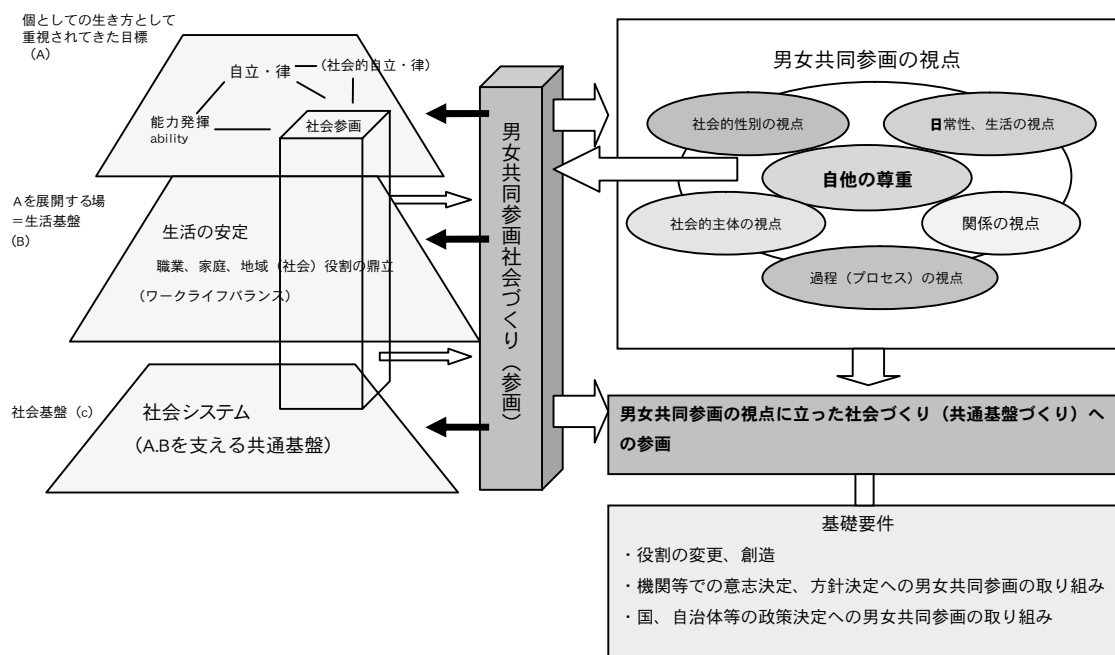 個としての生き方として
重視されてきた目標
(A)
自立・律
(社会的自立・律)
能力発揮
ability
社会参画
Aを展開する場
=生活基盤
(B)
生活の安定
職業、家庭、地域(社会)役割の鼎立
(ワークライフバランス)
社会基盤(c)
社会システム
(A.Bを支える共通基盤)
男女共同参画社会づくり(参画)
男女共同参画の視点
社会的性別の視点
日常性、生活の視点
自他の尊重
社会的主体の視点
関係の視点
過程(プロセス)の視点
男女共同参画の視点に立った社会づくり(共通基盤づくり)へ
の参画
基礎要件
・役割の変更、創造
・機関等での意志決定、方針決定への男女共同参画の取り組み
・国、自治体等の政策決定への男女共同参画の取り組み